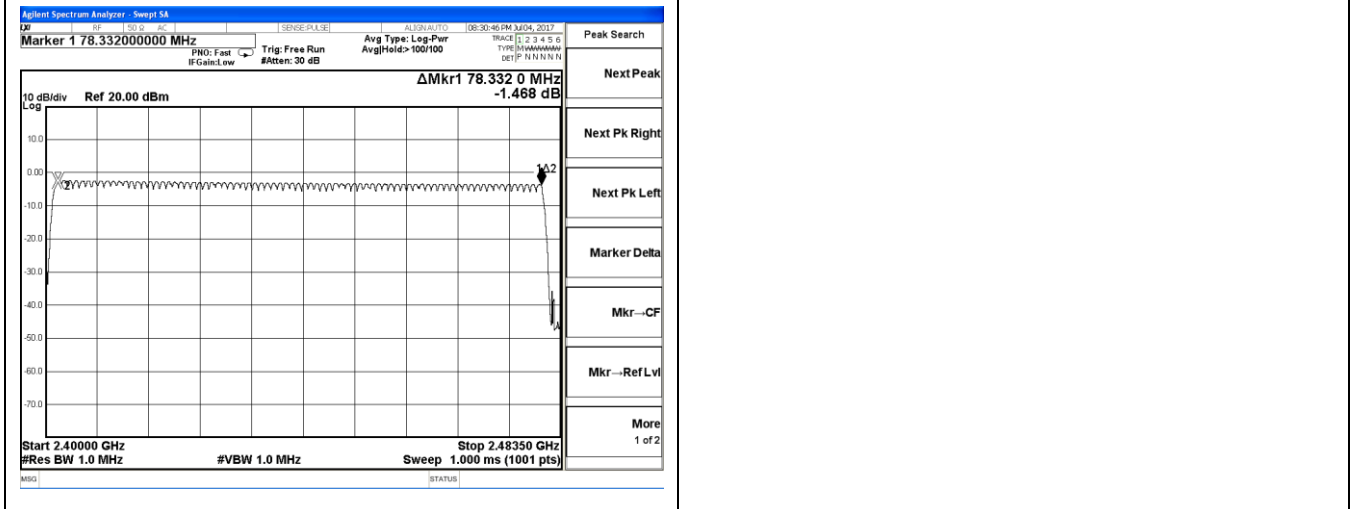 Agilent Spectrum Analyzer - Swept SA
LXI RF 50 Ω AC SENSE:PULSE ALIGN AUTO 08:30:46 PM Jul 04, 2017
Marker 1 78.332000000 MHz
PNO: Fast
IFGain:Low
Trig: Free Run
#Atten: 30 dB
Avg Type: Log-Pwr
Avg|Hold:>100/100
TRACE 1 2 3 4 5 6
TYPE MWWWWW
DET P N N N N N
Peak Search
ΔMkr1 78.332 0 MHz
-1.468 dB
10 dB/div Ref 20.00 dBm
Log
10.0
0.00
-10.0
-20.0
-30.0
-40.0
-50.0
-60.0
-70.0
2
1Δ2
Start 2.40000 GHz Stop 2.48350 GHz
#Res BW 1.0 MHz #VBW 1.0 MHz Sweep 1.000 ms (1001 pts)
MSG STATUS
Next Peak
Next Pk Right
Next Pk Left
Marker Delta
Mkr→CF
Mkr→Ref Lvl
More
1 of 2